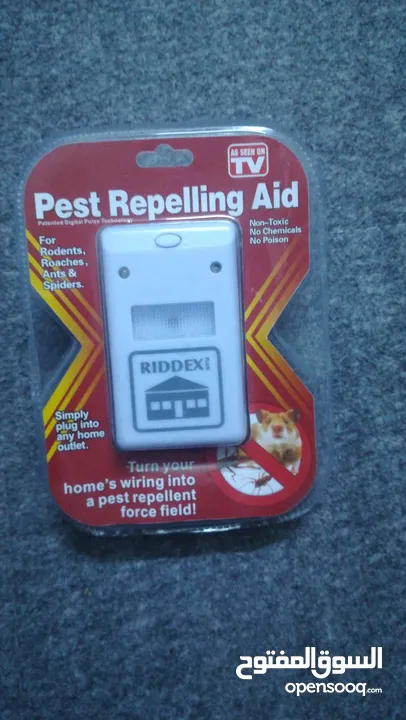 AS SEEN ON
TV
Pest Repelling Aid
Patented Digital Pulse Technology
Non-Toxic
No Chemicals
No Poison
For
Rodents,
Roaches,
Ants &
Spiders.
RIDDEX
Simply
plug into
any home
outlet.
Turn your
home's wiring into
a pest repellent
force field!
السوق المفتوح
opensooq.com